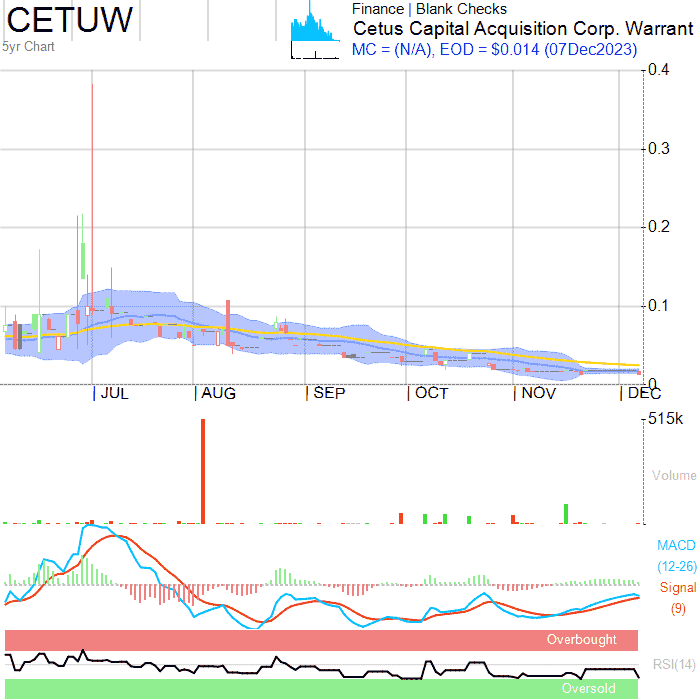 CETUW
5yr Chart
Finance | Blank Checks
Cetus Capital Acquisition Corp. Warrant
MC = (N/A), EOD = $0.014 (07Dec2023)
0.4
0.3
0.2
0.1
0
JUL AUG SEP OCT NOV DEC
515k
Volume
MACD
(12-26)
Signal
(9)
Overbought
RSI(14)
Oversold